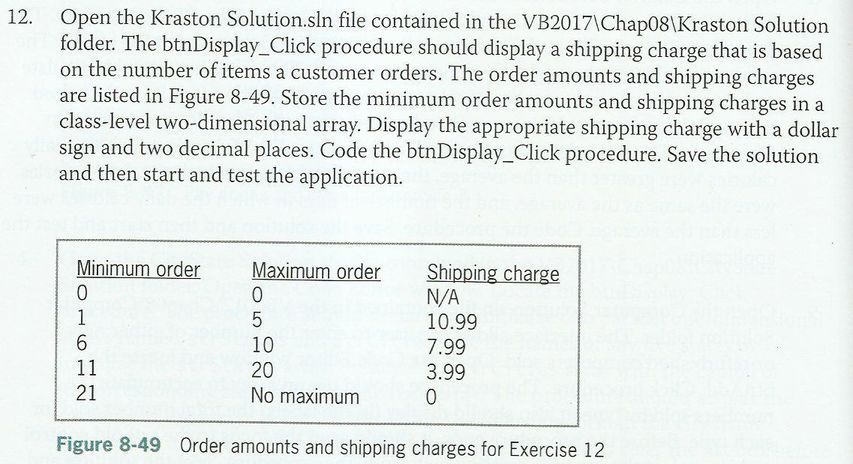 12. Open the Kraston Solution.sln file contained in the VB2017\Chap08\Kraston Solution
folder. The btnDisplay_Click procedure should display a shipping charge that is based
on the number of items a customer orders. The order amounts and shipping charges
are listed in Figure 8-49. Store the minimum order amounts and shipping charges in a
class-level two-dimensional array. Display the appropriate shipping charge with a dollar
sign and two decimal places. Code the btnDisplay_Click procedure. Save the solution
and then start and test the application.
Minimum order Maximum order Shipping charge
0 0 N/A
1 5 10.99
6 10 7.99
11 20 3.99
21 No maximum 0
Figure 8-49 Order amounts and shipping charges for Exercise 12